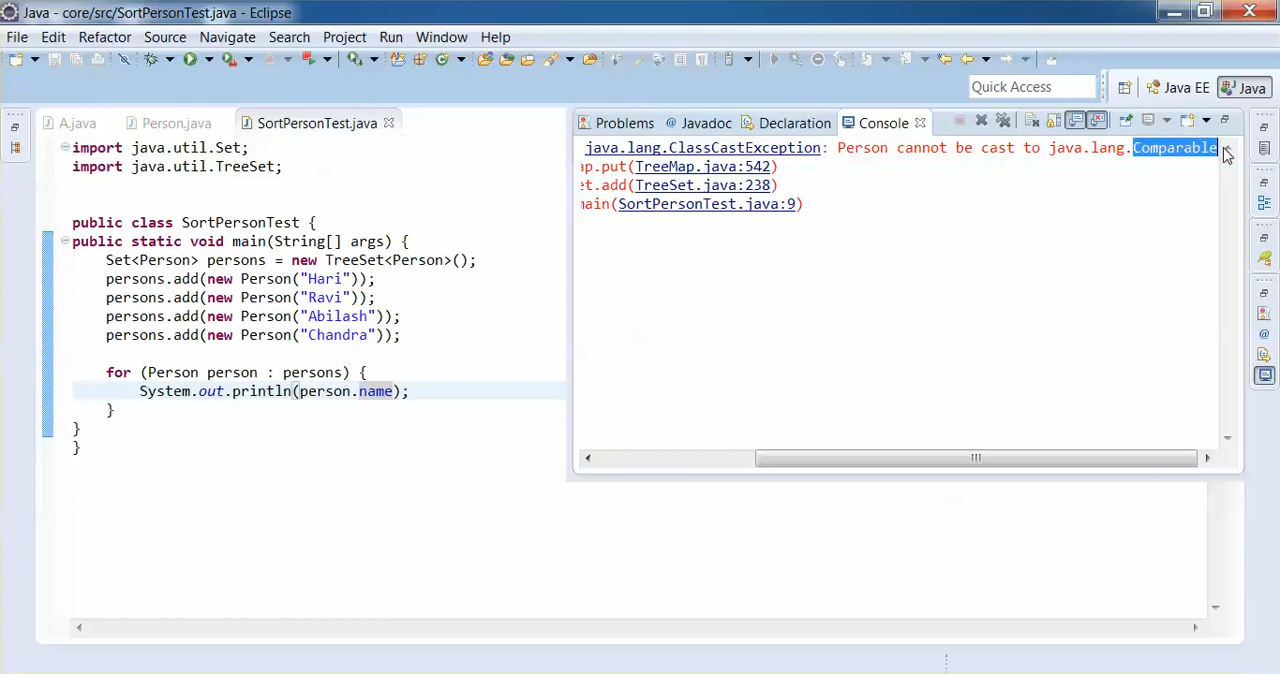 Java - core/src/SortPersonTest.java - Eclipse
File Edit Refactor Source Navigate Search Project Run Window Help
Quick Access
Java EE
Java
A.java
Person.java
SortPersonTest.java
import java.util.Set;
import java.util.TreeSet;
public class SortPersonTest {
public static void main(String[] args) {
Set<Person> persons = new TreeSet<Person>();
persons.add(new Person("Hari"));
persons.add(new Person("Ravi"));
persons.add(new Person("Abilash"));
persons.add(new Person("Chandra"));
for (Person person : persons) {
System.out.println(person.name);
}
}
}
Problems @ Javadoc Declaration Console
java.lang.ClassCastException: Person cannot be cast to java.lang.Comparable
ap.put(TreeMap.java:542)
et.add(TreeSet.java:238)
main(SortPersonTest.java:9)